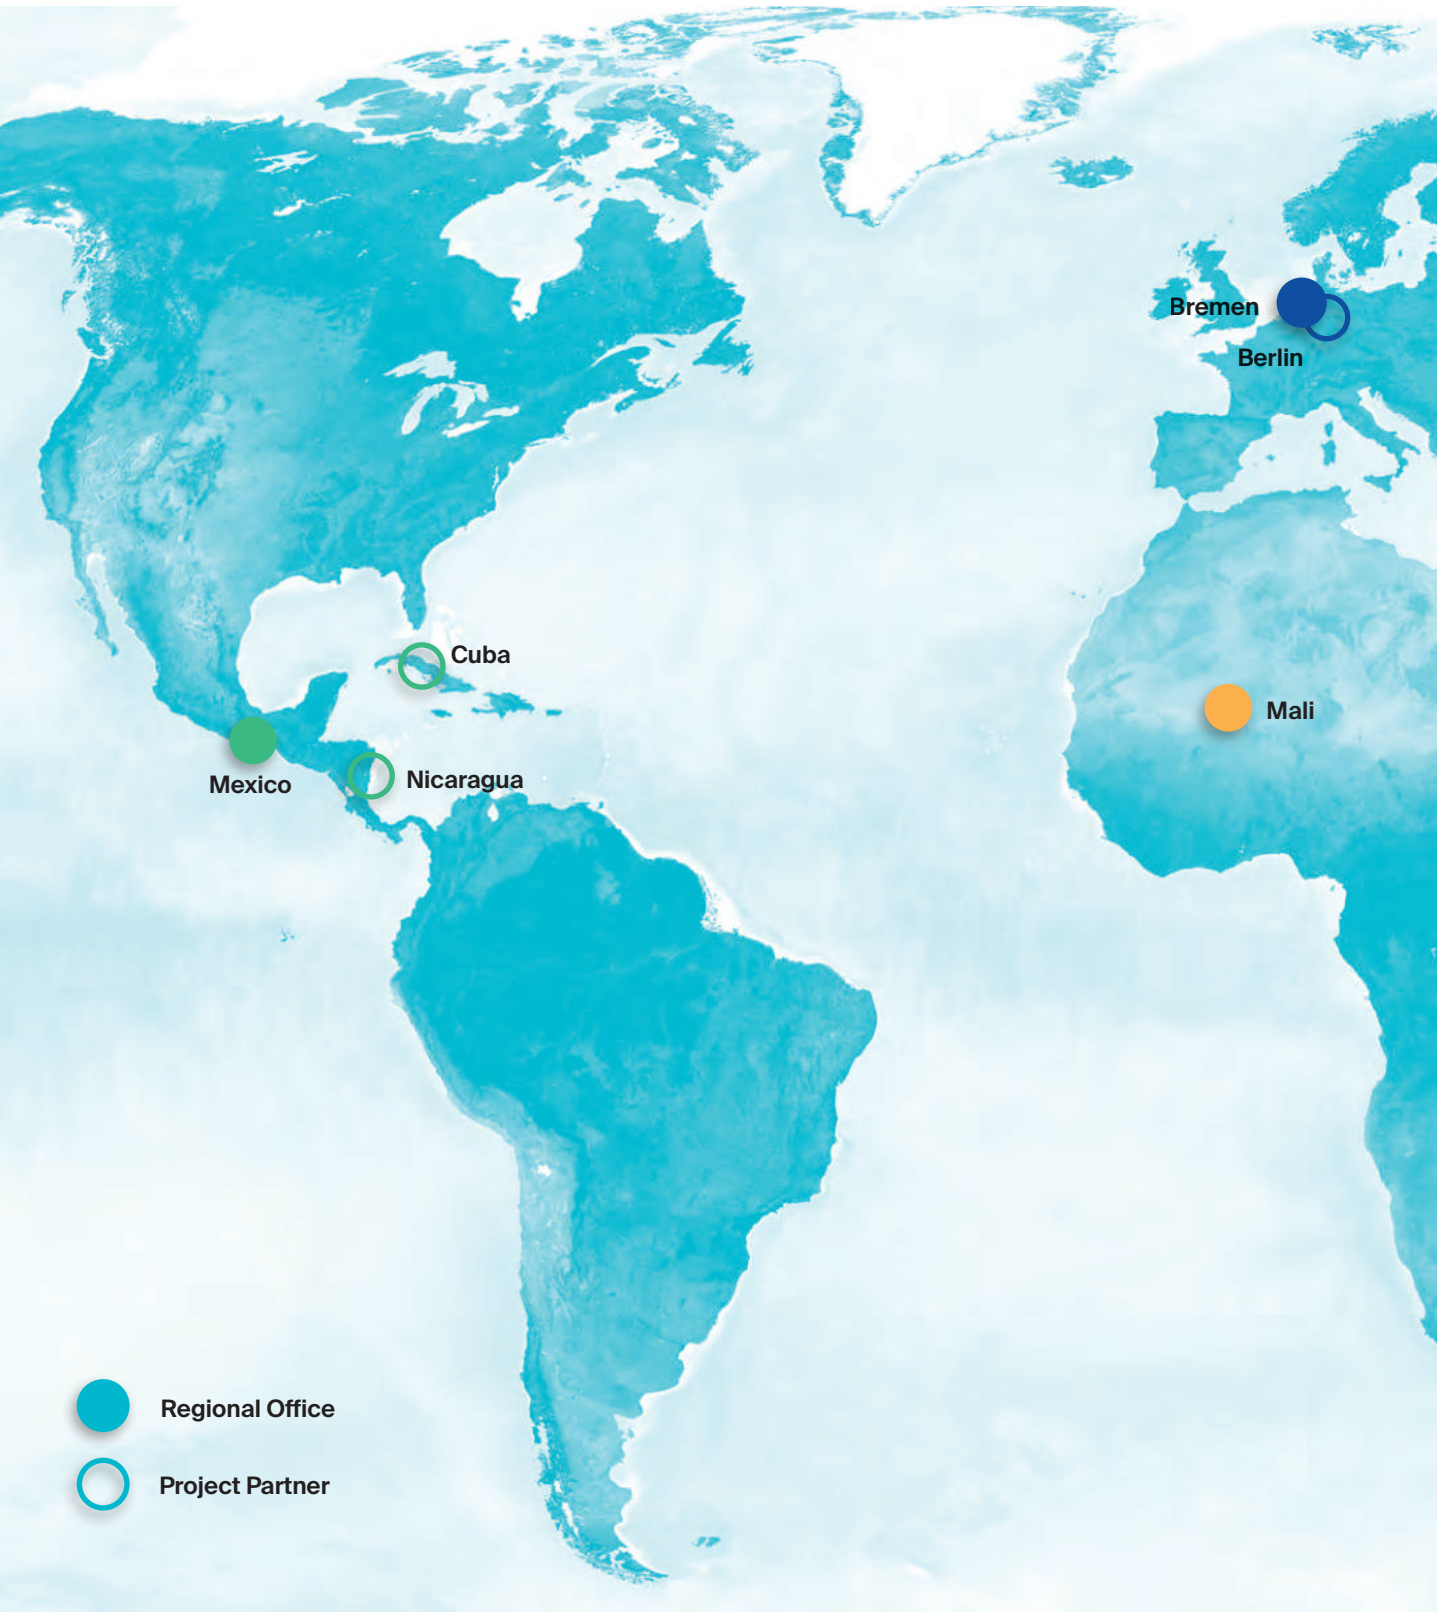 Bremen
Berlin
Cuba
Mali
Mexico
Nicaragua
Regional Office
Project Partner